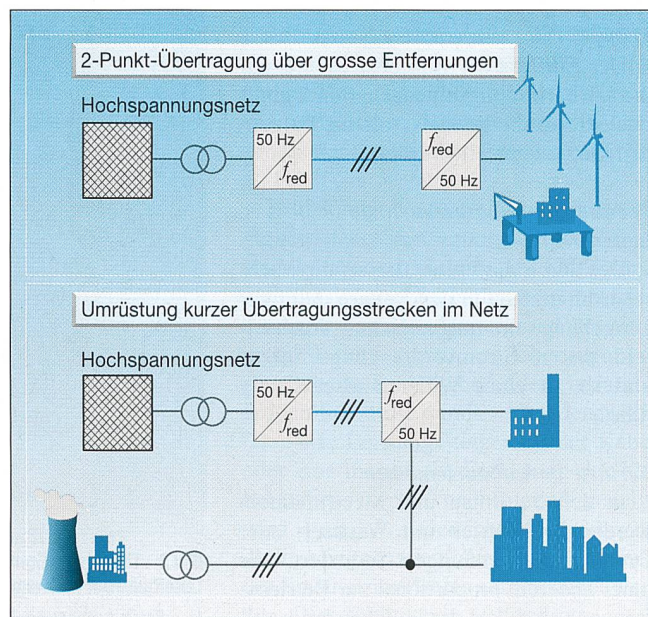 2-Punkt-Übertragung über grosse Entfernungen
Hochspannungsnetz
50 Hz
fred
fred
50 Hz
Umrüstung kurzer Übertragungsstrecken im Netz
Hochspannungsnetz
50 Hz
fred
fred
50 Hz